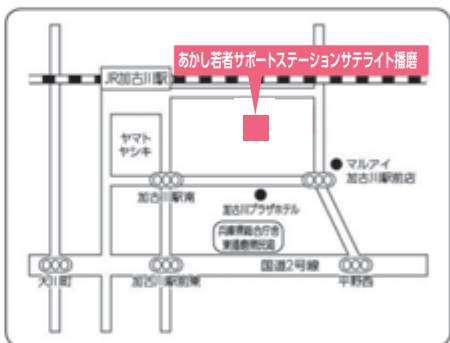 あかし若者サポートステーションサテライト播磨
JR加古川駅
ヤマト
ヤシキ
マルアイ
加古川駅前店
加古川駅南
加古川プラザホテル
兵庫県総合庁舎
東播磨県民局
国道2号線
大川町
加古川駅前東
平野西